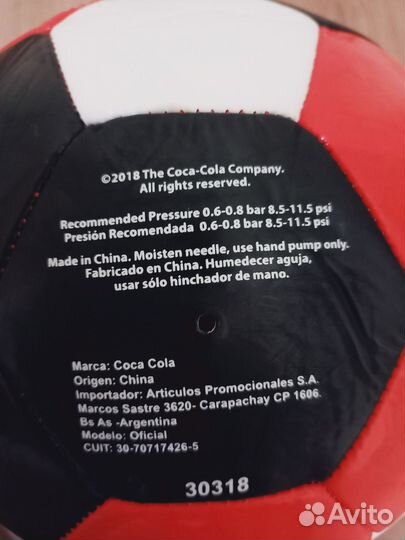 ©2018 The Coca-Cola Company.
All rights reserved.
Recommended Pressure 0.6-0.8 bar 8.5-11.5 psi
Presión Recomendada 0.6-0.8 bar 8.5-11.5 psi
Made in China. Moisten needle, use hand pump only.
Fabricado en China. Humedecer aguja,
usar sólo hinchador de mano.
Marca: Coca Cola
Origen: China
Importador: Articulos Promocionales S.A.
Marcos Sastre 3620- Carapachay CP 1606.
Bs As -Argentina
Modelo: Oficial
CUIT: 30-70717426-5
30318
Avito